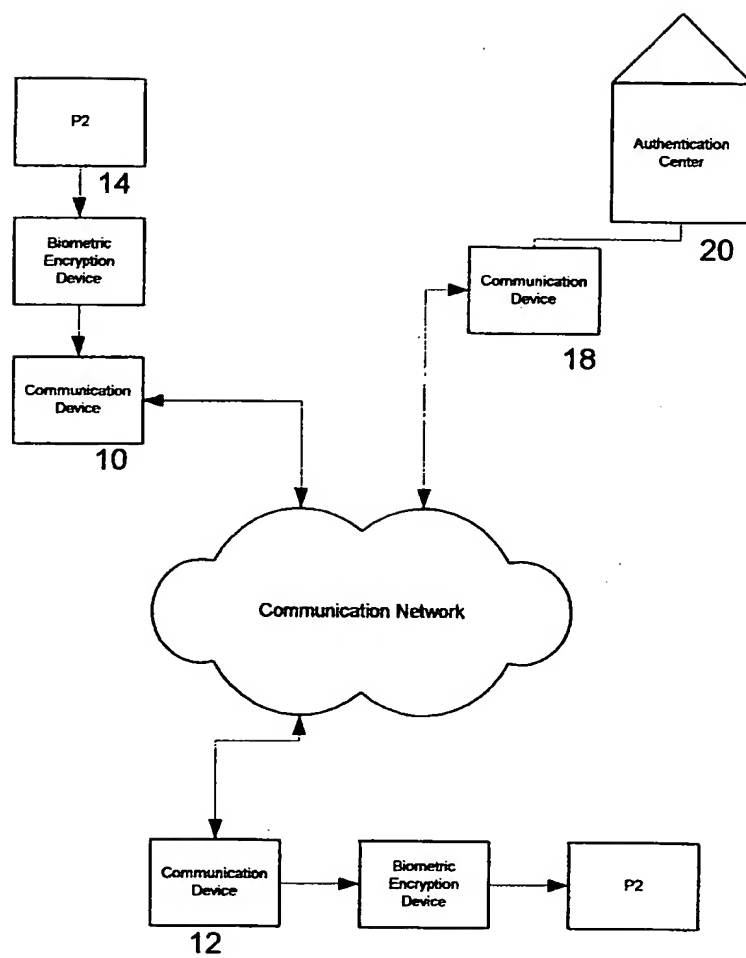 P2
14
Biometric
Encryption
Device
Communication
Device
10
Authentication
Center
20
Communication
Device
18
Communication Network
Communication
Device
12
Biometric
Encryption
Device
P2